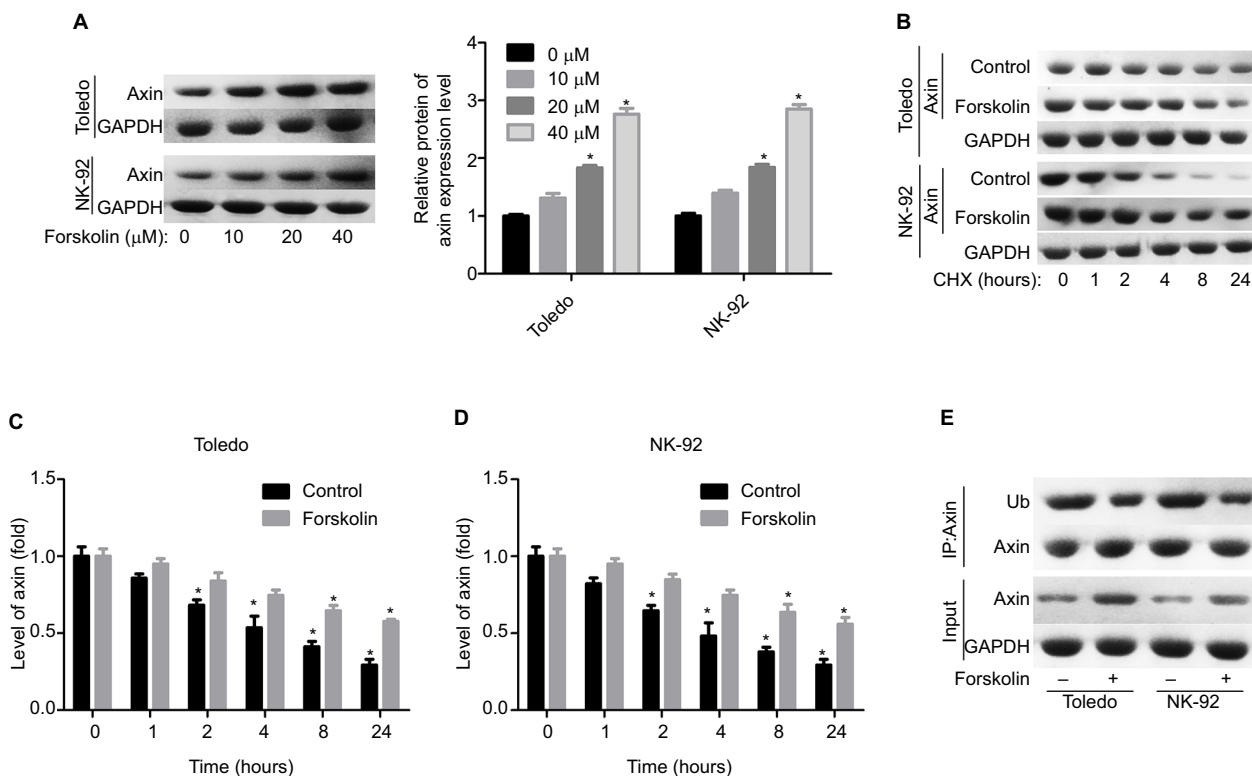 A
Toledo
Axin
GAPDH
NK-92
Axin
GAPDH
Forskolin (μM): 0 10 20 40
Relative protein of
axin expression level
4
3
2
1
0
0 μM
10 μM
20 μM
40 μM
* * * *
Toledo NK-92
B
Toledo
Axin
Control
Forskolin
GAPDH
NK-92
Axin
Control
Forskolin
GAPDH
CHX (hours): 0 1 2 4 8 24
C
Toledo
Level of axin (fold)
1.5
1.0
0.5
0.0
Control
Forskolin
* * * * * *
0 1 2 4 8 24
Time (hours)
D
NK-92
Level of axin (fold)
1.5
1.0
0.5
0.0
Control
Forskolin
* * * * * *
0 1 2 4 8 24
Time (hours)
E
IP:Axin
Ub
Axin
Input
Axin
GAPDH
Forskolin – + – +
Toledo NK-92